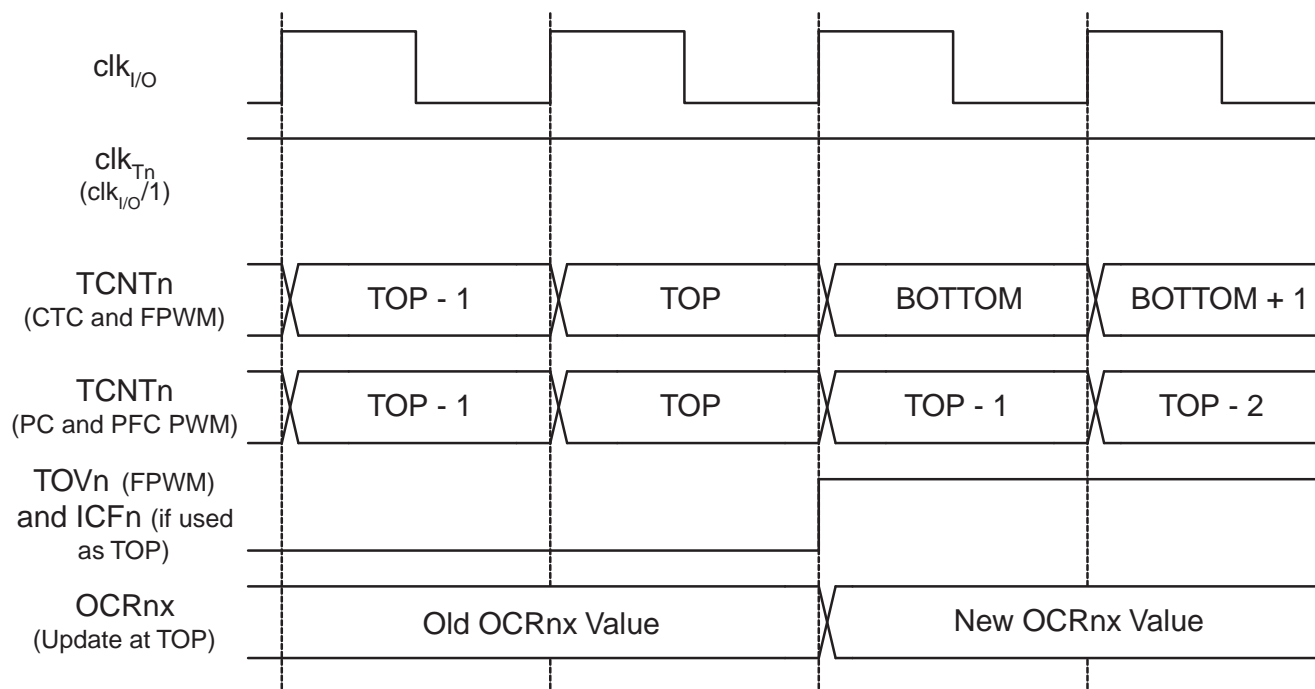 clkI/O
clkTn
(clkI/O/1)
TCNTn
(CTC and FPWM)
TOP - 1
TOP
BOTTOM
BOTTOM + 1
TCNTn
(PC and PFC PWM)
TOP - 1
TOP
TOP - 1
TOP - 2
TOVn (FPWM)
and ICFn (if used
as TOP)
OCRnx
(Update at TOP)
Old OCRnx Value
New OCRnx Value